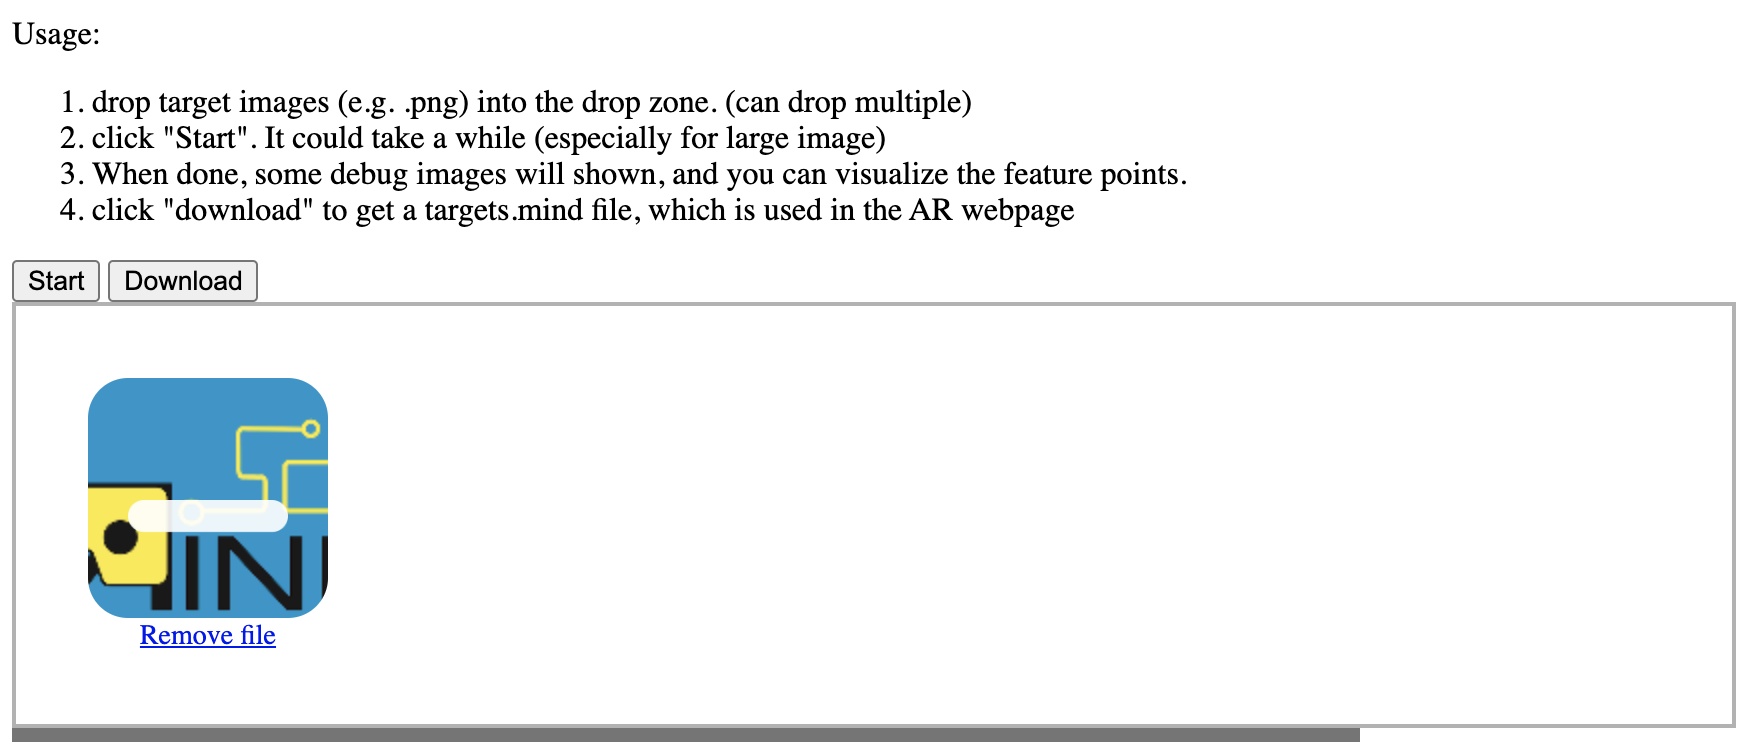 Usage:
1. drop target images (e.g. .png) into the drop zone. (can drop multiple)
2. click "Start". It could take a while (especially for large image)
3. When done, some debug images will shown, and you can visualize the feature points.
4. click "download" to get a targets.mind file, which is used in the AR webpage
Start Download
IN
Remove file